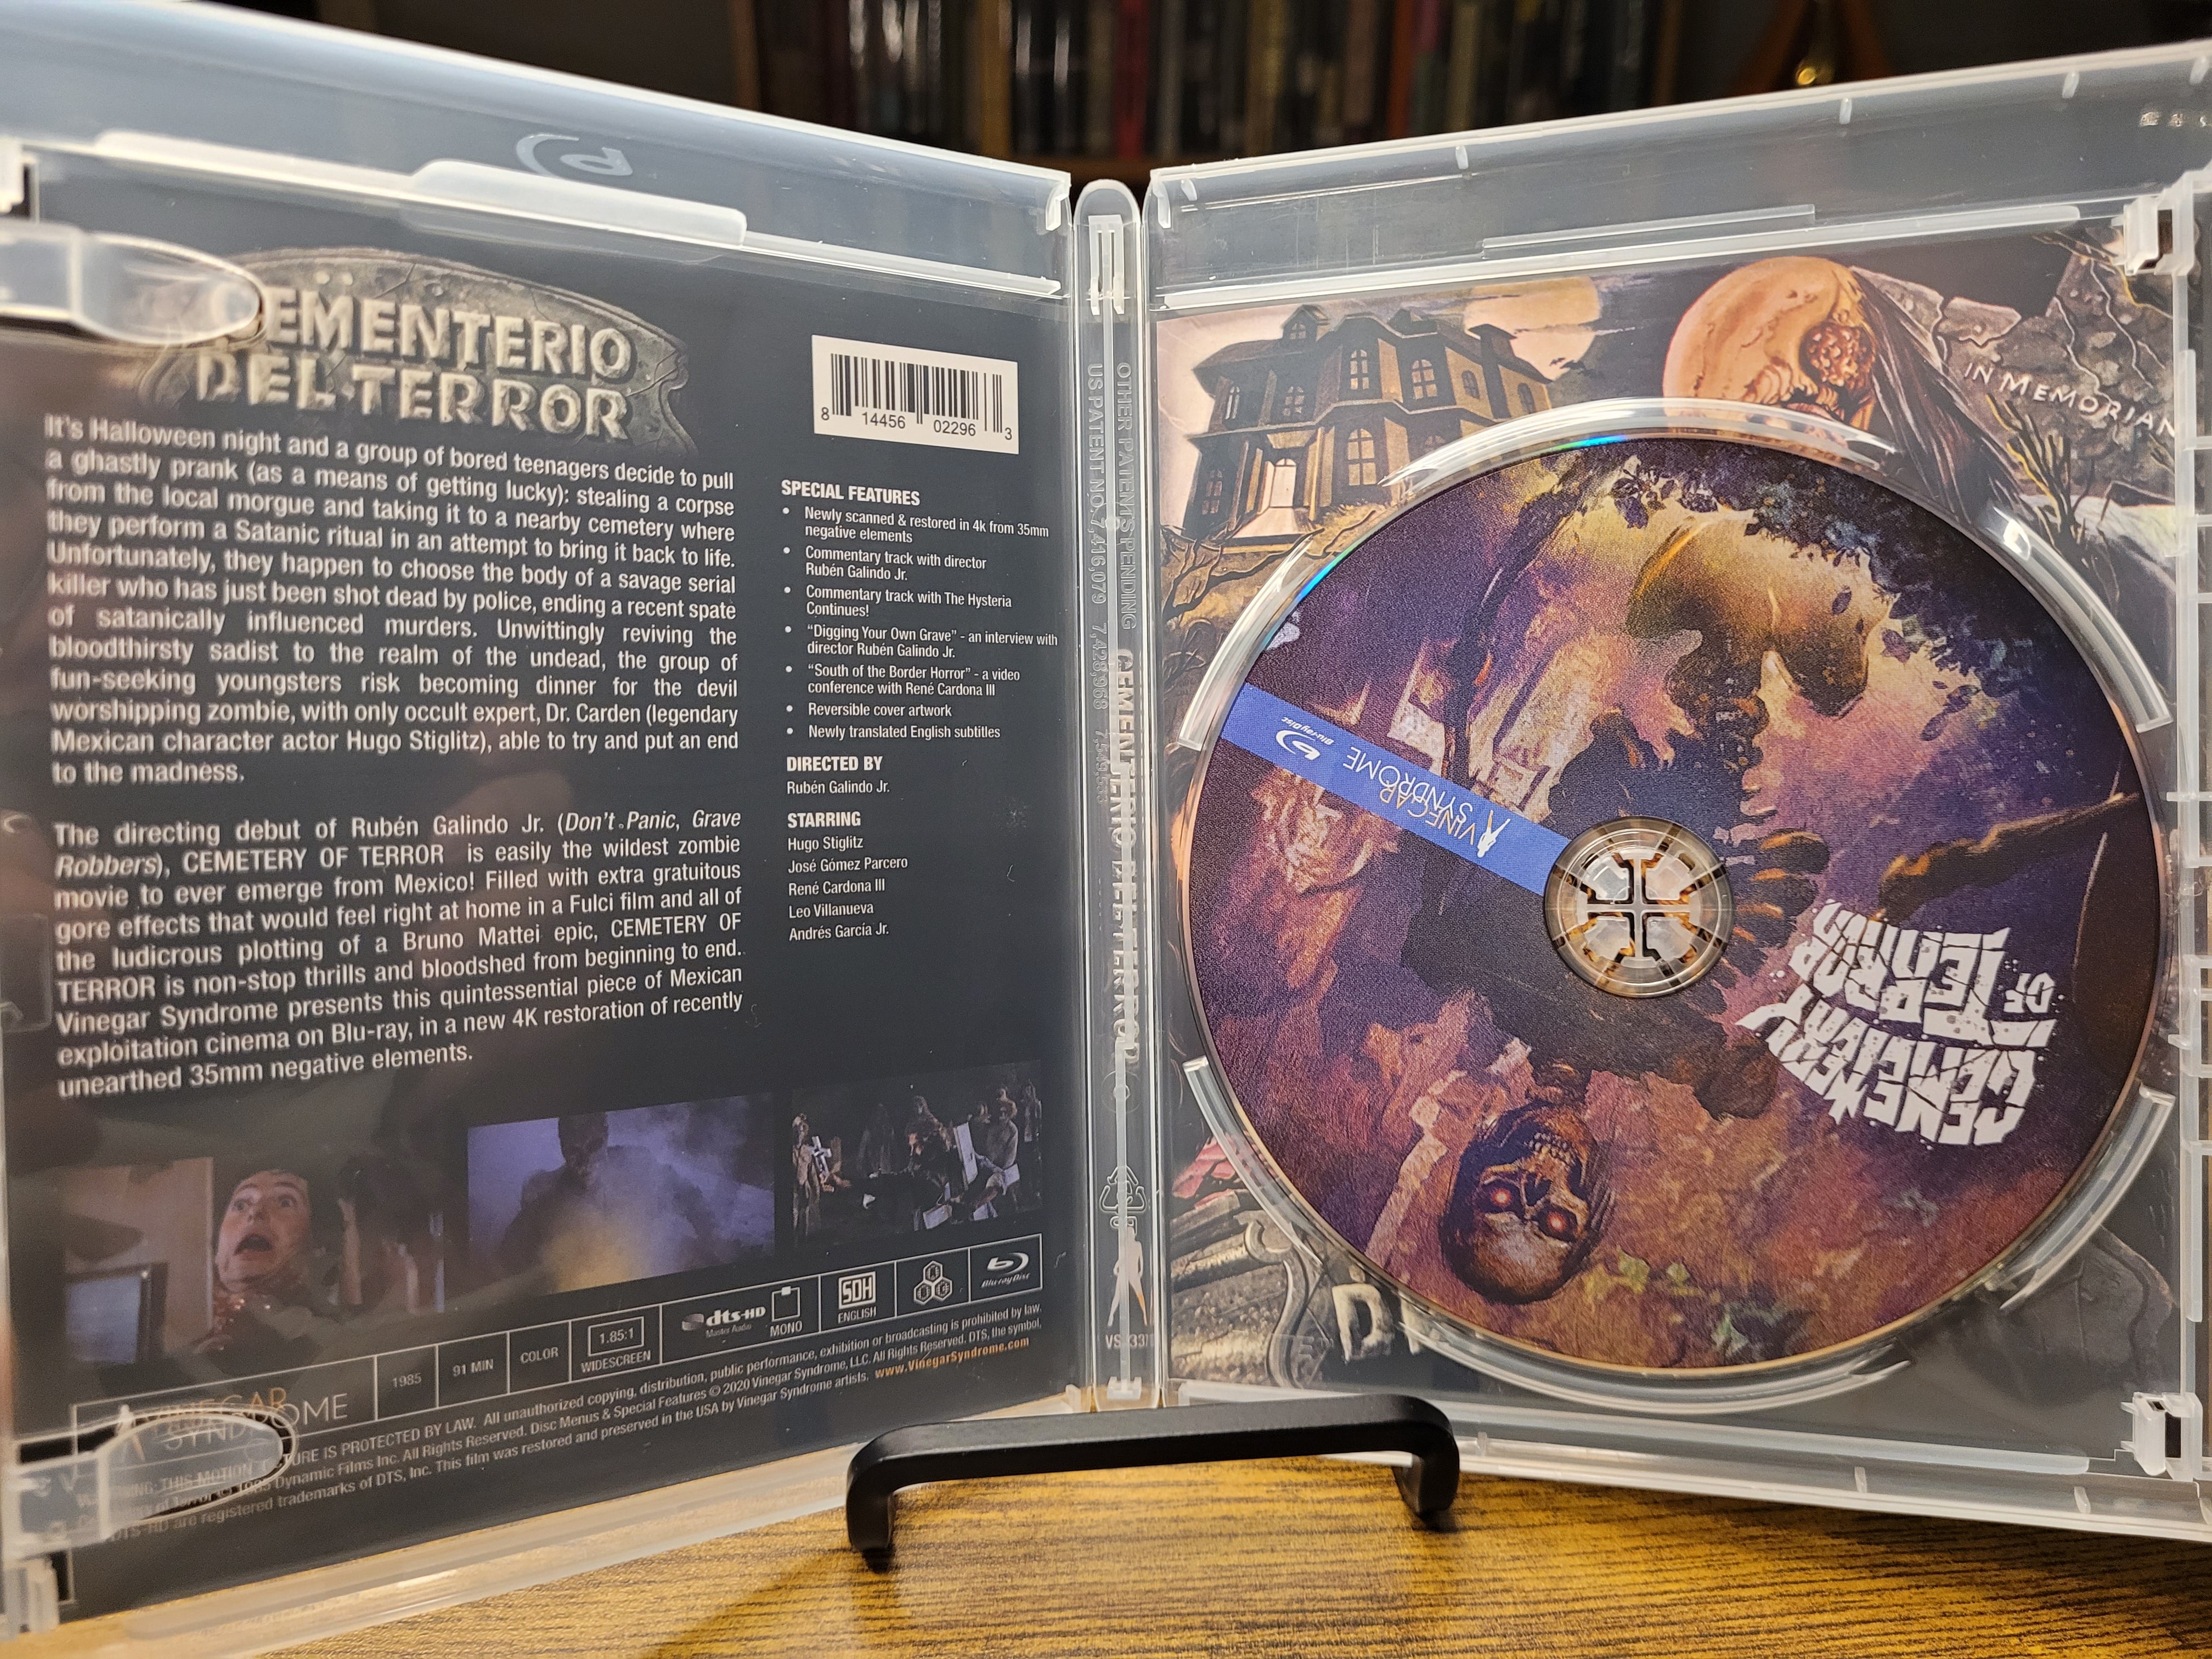 CEMENTERIO
DEL TERROR
It's Halloween night and a group of bored teenagers decide to pull
a ghastly prank (as a means of getting lucky): stealing a corpse
from the local morgue and taking it to a nearby cemetery where
they perform a Satanic ritual in an attempt to bring it back to life.
Unfortunately, they happen to choose the body of a savage serial
killer who has just been shot dead by police, ending a recent spate
of satanically influenced murders. Unwittingly reviving the
bloodthirsty sadist to the realm of the undead, the group of
fun-seeking youngsters risk becoming dinner for the devil
worshipping zombie, with only occult expert, Dr. Carden (legendary
Mexican character actor Hugo Stiglitz), able to try and put an end
to the madness.
The directing debut of Rubén Galindo Jr. (Don't Panic, Grave
Robbers), CEMETERY OF TERROR is easily the wildest zombie
movie to ever emerge from Mexico! Filled with extra gratuitous
gore effects that would feel right at home in a Fulci film and all of
the ludicrous plotting of a Bruno Mattei epic, CEMETERY OF
TERROR is non-stop thrills and bloodshed from beginning to end.
Vinegar Syndrome presents this quintessential piece of Mexican
exploitation cinema on Blu-ray, in a new 4K restoration of recently
unearthed 35mm negative elements.
8 14456 02296 3
SPECIAL FEATURES
• Newly scanned & restored in 4k from 35mm
negative elements
• Commentary track with director
Rubén Galindo Jr.
• Commentary track with The Hysteria
Continues!
• "Digging Your Own Grave" - an interview with
director Rubén Galindo Jr.
• "South of the Border Horror" - a video
conference with René Cardona III
• Reversible cover artwork
• Newly translated English subtitles
DIRECTED BY
Rubén Galindo Jr.
STARRING
Hugo Stiglitz
José Gómez Parcero
René Cardona III
Leo Villanueva
Andrés García Jr.
VINEGAR
SYNDROME
1985
91 MIN
COLOR
1.85:1
WIDESCREEN
dts-HD
Master Audio
MONO
SDH
ENGLISH
Blu-ray Disc
THIS MOTION PICTURE IS PROTECTED BY LAW. All unauthorized copying, distribution, public performance, exhibition or broadcasting is prohibited by law.
of Terror © 1985 Dynamic Films Inc. All Rights Reserved. Disc Menus & Special Features © 2020 Vinegar Syndrome, LLC. All Rights Reserved. DTS, the symbol,
DTS-HD are registered trademarks of DTS, Inc. This film was restored and preserved in the USA by Vinegar Syndrome artists. www.VinegarSyndrome.com
OTHER PATENTS PENDING
US PATENT NO. 7,416,079 7,428,968
CEMENTERIO DEL TERROR
IN MEMORIAN
VINEGAR
SYNDROME
Blu-ray Disc
CEMETERY
OF TERROR